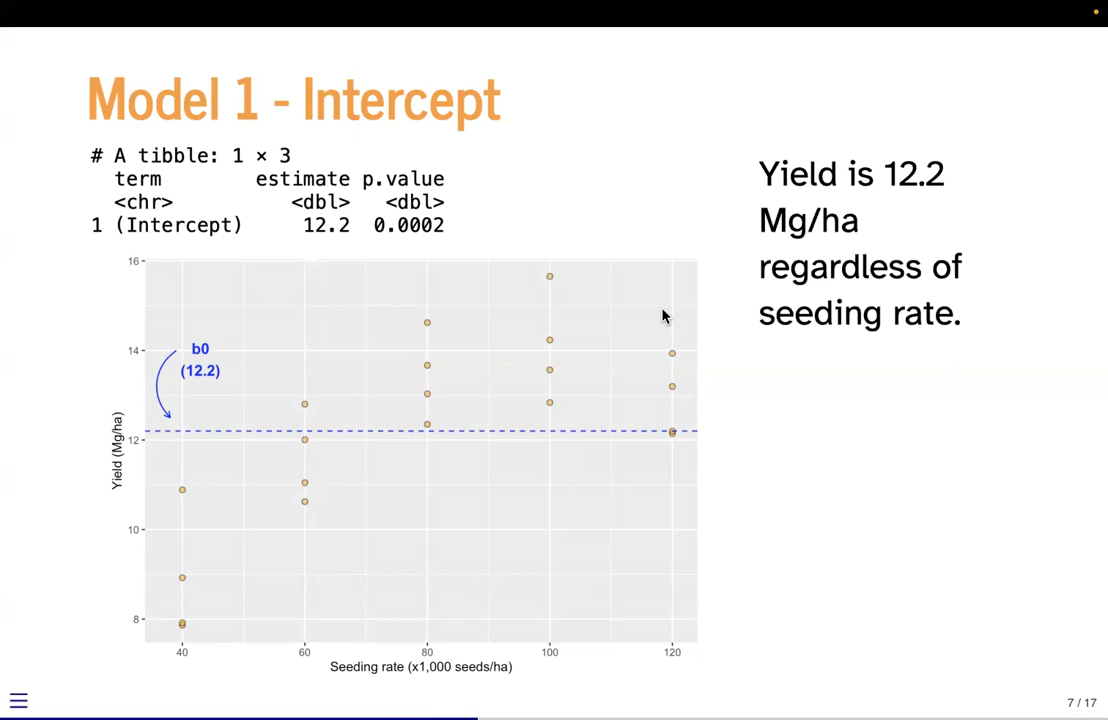 Model 1 - Intercept
# A tibble: 1 × 3
term estimate p.value
<chr> <dbl> <dbl>
1 (Intercept) 12.2 0.0002
Yield is 12.2
Mg/ha
regardless of
seeding rate.
16
14
12
10
8
Yield (Mg/ha)
b0
(12.2)
40 60 80 100 120
Seeding rate (x1,000 seeds/ha)
7 / 17